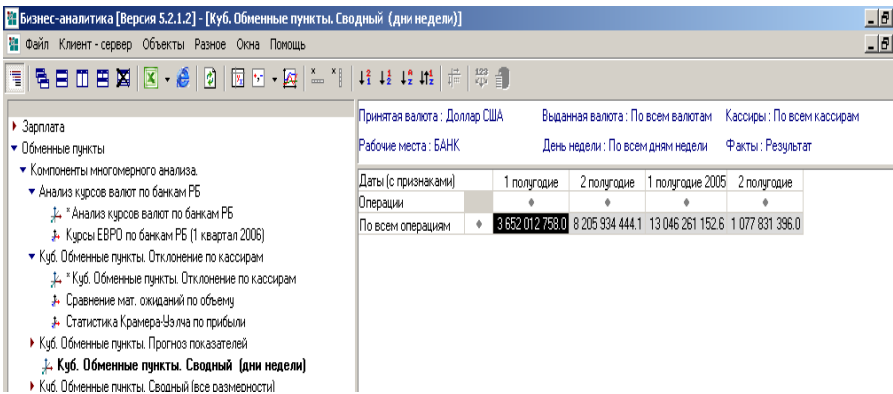 Бизнес-аналитика [Версия 5.2.1.2] - [Куб. Обменные пункты. Сводный (дни недели)]
Файл Клиент - сервер Объекты Разное Окна Помощь
Зарплата
Обменные пункты
Компоненты многомерного анализа.
Анализ курсов валют по банкам РБ
* Анализ курсов валют по банкам РБ
Курсы ЕВРО по банкам РБ (1 квартал 2006)
Куб. Обменные пункты. Отклонение по кассирам
* Куб. Обменные пункты. Отклонение по кассирам
Сравнение мат. ожиданий по объему
Статистика Крамера-Уэлча по прибыли
Куб. Обменные пункты. Прогноз показателей
Куб. Обменные пункты. Сводный (дни недели)
Куб. Обменные пункты. Сводный (все размерности)
Принятая валюта : Доллар США Выданная валюта : По всем валютам Кассиры : По всем кассирам
Рабочие места : БАНК День недели : По всем дням недели Факты : Результат
Даты (с признаками) 1 полугодие 2 полугодие 1 полугодие 2005 2 полугодие
Операции
По всем операциям 3 652 012 758.0 8 205 934 444.1 13 046 261 152.6 1 077 831 396.0